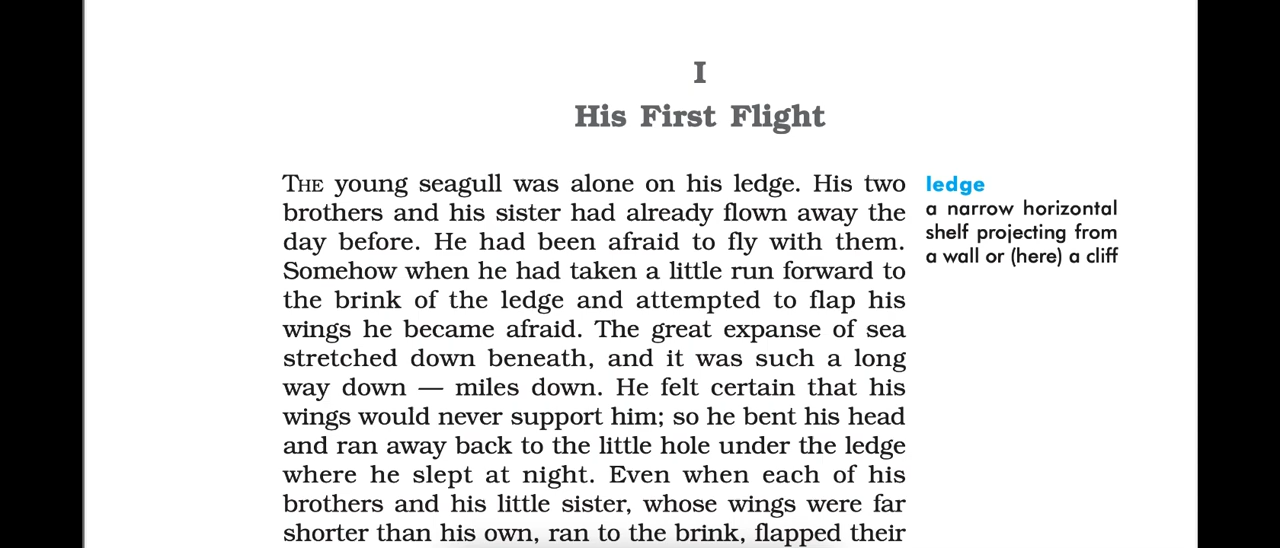 I
His First Flight
THE young seagull was alone on his ledge. His two
brothers and his sister had already flown away the
day before. He had been afraid to fly with them.
Somehow when he had taken a little run forward to
the brink of the ledge and attempted to flap his
wings he became afraid. The great expanse of sea
stretched down beneath, and it was such a long
way down — miles down. He felt certain that his
wings would never support him; so he bent his head
and ran away back to the little hole under the ledge
where he slept at night. Even when each of his
brothers and his little sister, whose wings were far
shorter than his own, ran to the brink, flapped their
ledge
a narrow horizontal
shelf projecting from
a wall or (here) a cliff